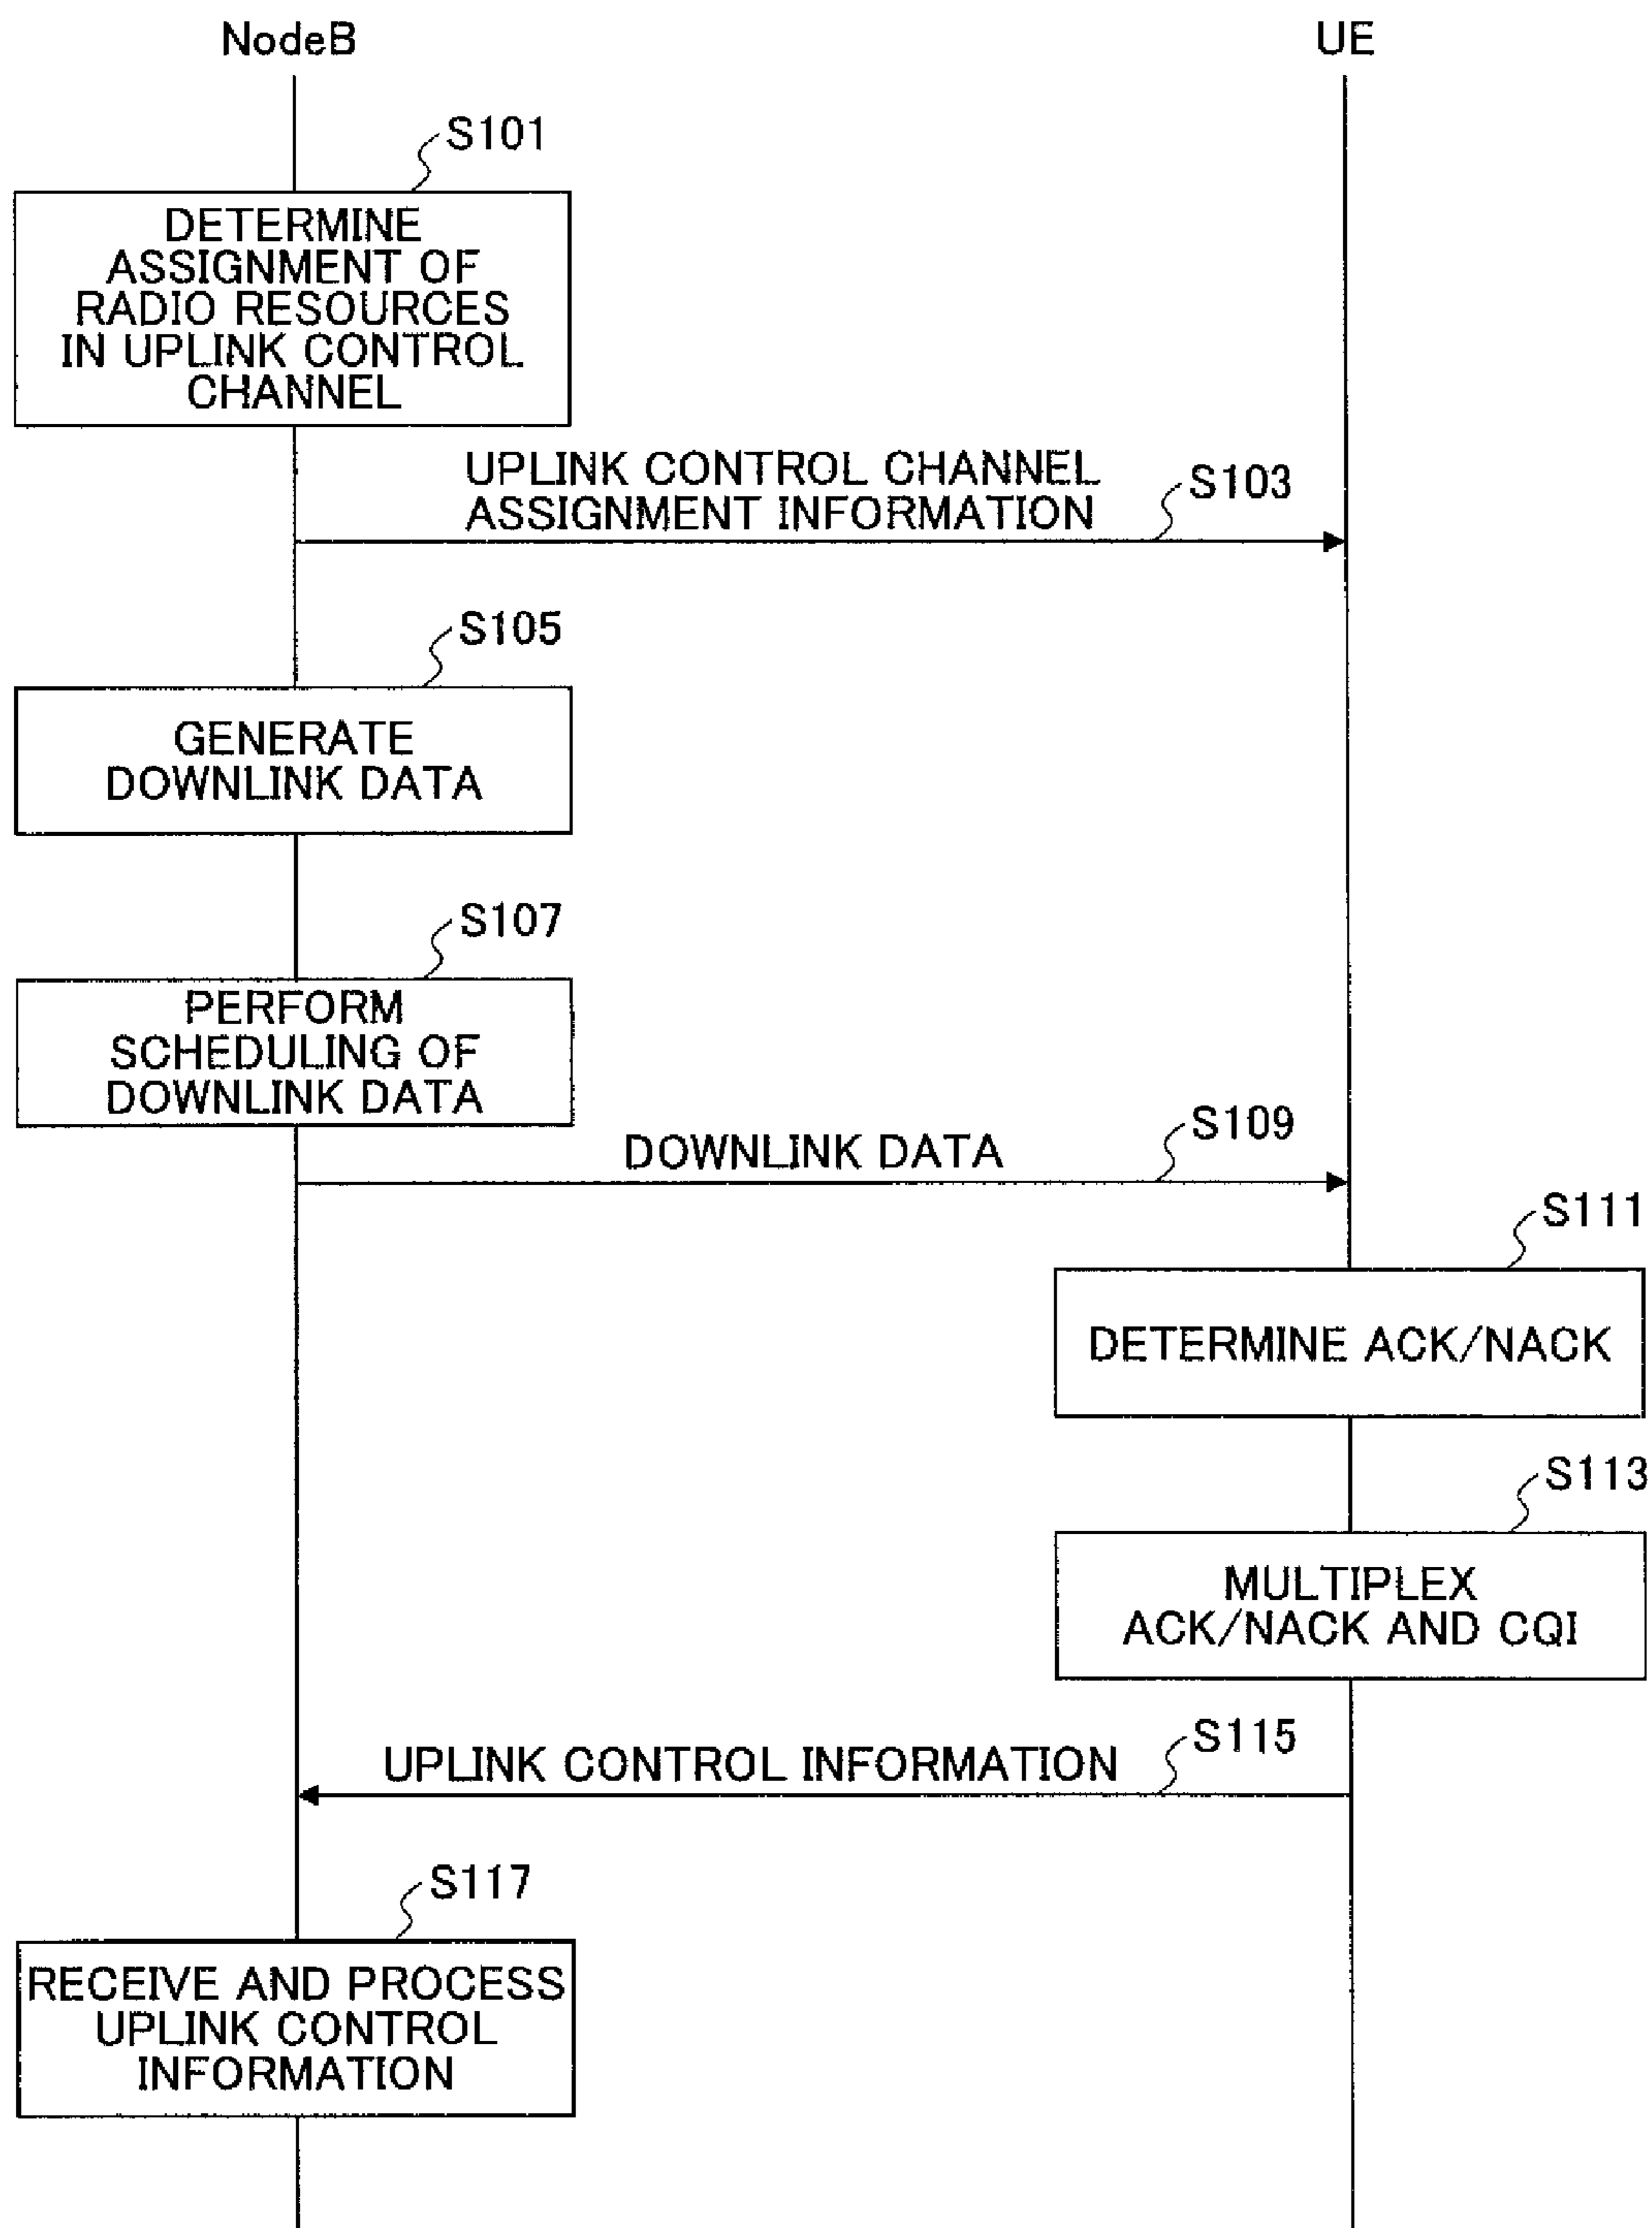 NodeB
UE
S101
DETERMINE
ASSIGNMENT OF
RADIO RESOURCES
IN UPLINK CONTROL
CHANNEL
UPLINK CONTROL CHANNEL
ASSIGNMENT INFORMATION
S103
S105
GENERATE
DOWNLINK DATA
S107
PERFORM
SCHEDULING OF
DOWNLINK DATA
DOWNLINK DATA
S109
S111
DETERMINE ACK/NACK
S113
MULTIPLEX
ACK/NACK AND CQI
UPLINK CONTROL INFORMATION
S115
S117
RECEIVE AND PROCESS
UPLINK CONTROL
INFORMATION